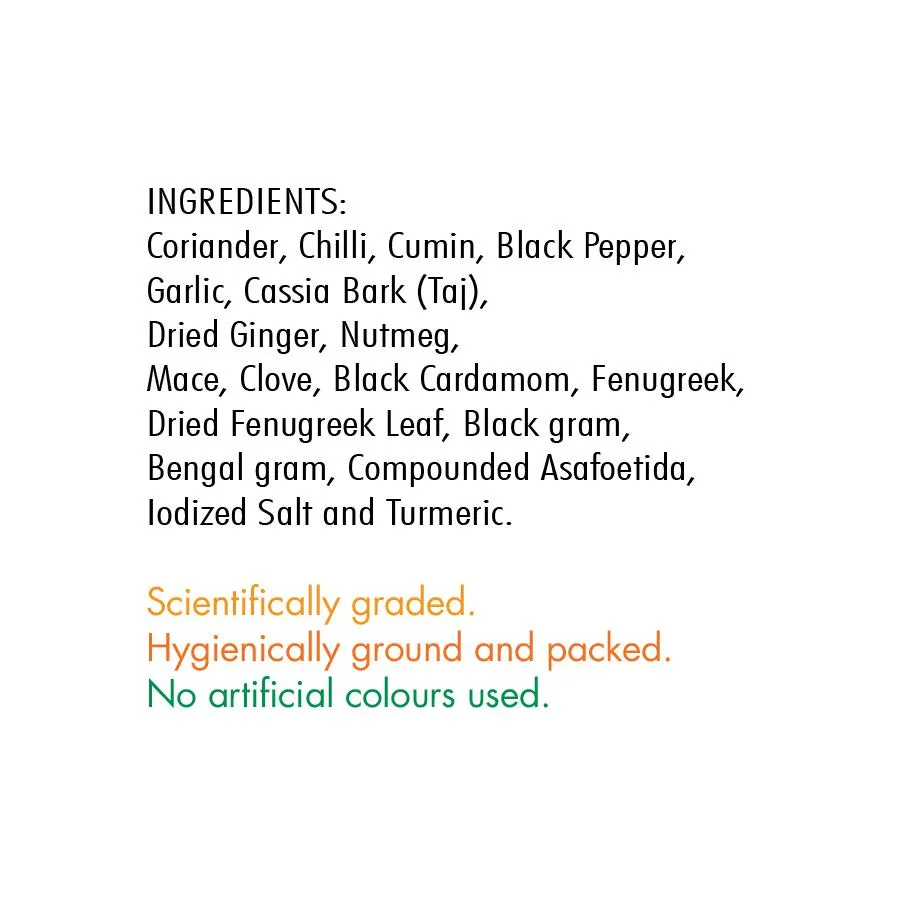 INGREDIENTS:
Coriander, Chilli, Cumin, Black Pepper,
Garlic, Cassia Bark (Taj),
Dried Ginger, Nutmeg,
Mace, Clove, Black Cardamom, Fenugreek,
Dried Fenugreek Leaf, Black gram,
Bengal gram, Compounded Asafoetida,
Iodized Salt and Turmeric.
Scientifically graded.
Hygienically ground and packed.
No artificial colours used.